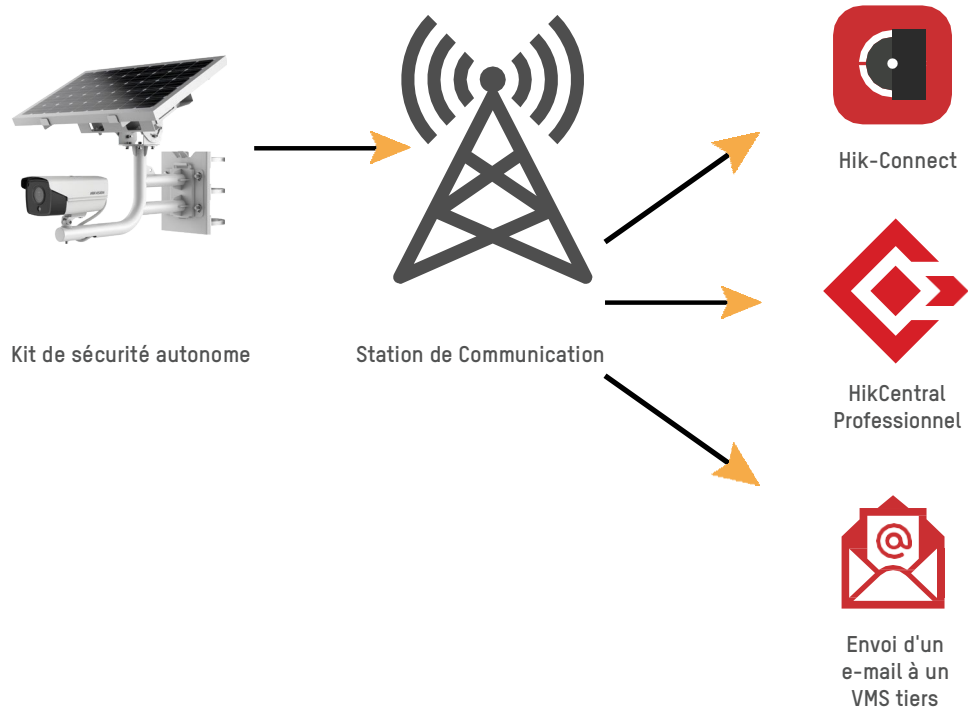 Hik-Connect
Kit de sécurité autonome
Station de Communication
HikCentral
Professionnel
@
Envoi d'un
e-mail à un
VMS tiers